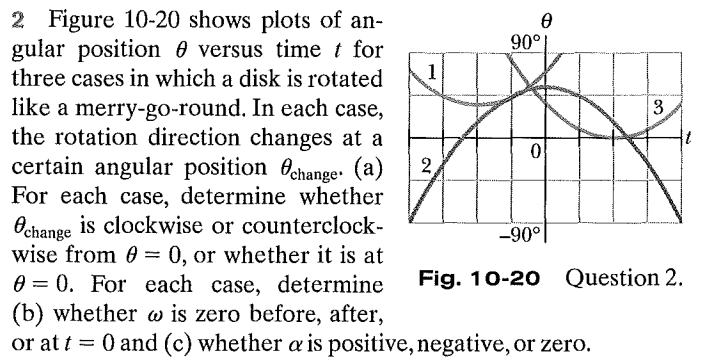 2 Figure 10-20 shows plots of an-
gular position θ versus time t for
three cases in which a disk is rotated
like a merry-go-round. In each case,
the rotation direction changes at a
certain angular position θchange. (a)
For each case, determine whether
θchange is clockwise or counterclock-
wise from θ = 0, or whether it is at
θ = 0. For each case, determine
(b) whether ω is zero before, after,
or at t = 0 and (c) whether α is positive, negative, or zero.
θ
90°
1
3
t
0
2
–90°
Fig. 10-20 Question 2.